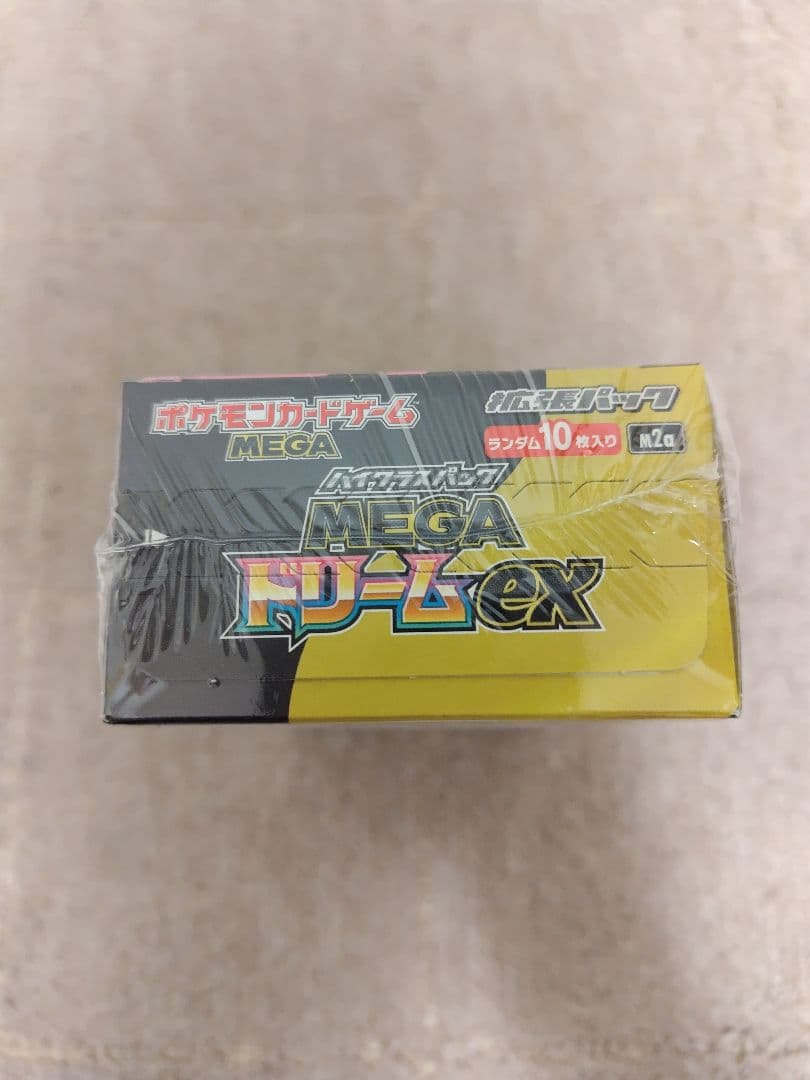 ポケモンカードゲーム
MEGA
拡張パック
ランダム10枚入り
M2a
ハイクラスパック
MEGA
ドリームex